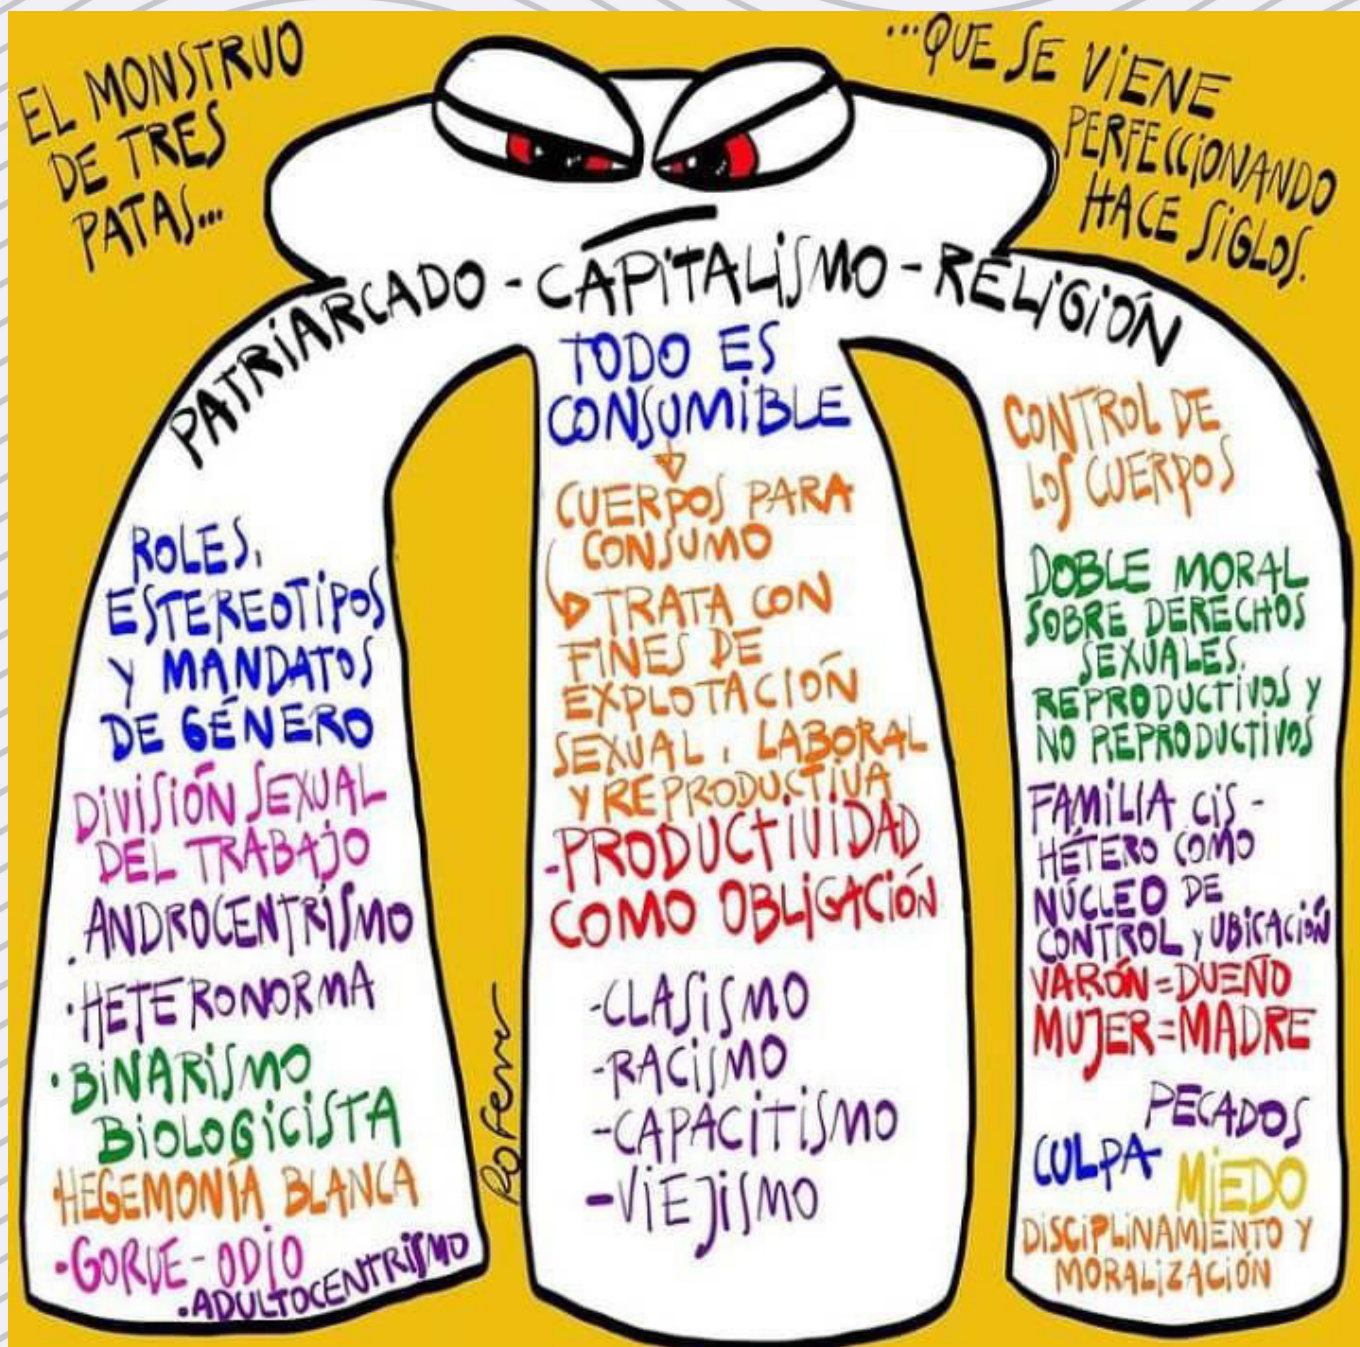 EL MONSTRUO
DE TRES
PATAS...
...QUE SE VIENE
PERFECCIONANDO
HACE SIGLOS.
PATRIARCADO - CAPITALISMO - RELIGIÓN
ROLES,
ESTEREOTIPOS
Y MANDATOS
DE GÉNERO
DIVISIÓN SEXUAL
DEL TRABAJO
. ANDROCENTRISMO
· HETERONORMA
· BINARISMO
BIOLOGICISTA
· HEGEMONÍA BLANCA
· GORDE-ODIO
· ADULTOCENTRISMO
TODO ES
CONSUMIBLE
CUERPOS PARA
CONSUMO
TRATA CON
FINES DE
EXPLOTACIÓN
SEXUAL, LABORAL
Y REPRODUCTIVA
- PRODUCTIVIDAD
COMO OBLIGACIÓN
- CLASISMO
- RACISMO
- CAPACITISMO
- VIEJISMO
CONTROL DE
LOS CUERPOS
DOBLE MORAL
SOBRE DERECHOS
SEXUALES,
REPRODUCTIVOS Y
NO REPRODUCTIVOS
FAMILIA CIS-
HÉTERO COMO
NÚCLEO DE
CONTROL Y UBICACIÓN
VARÓN = DUEÑO
MUJER = MADRE
PECADOS
CULPA MIEDO
DISCIPLINAMIENTO Y
MORALIZACIÓN